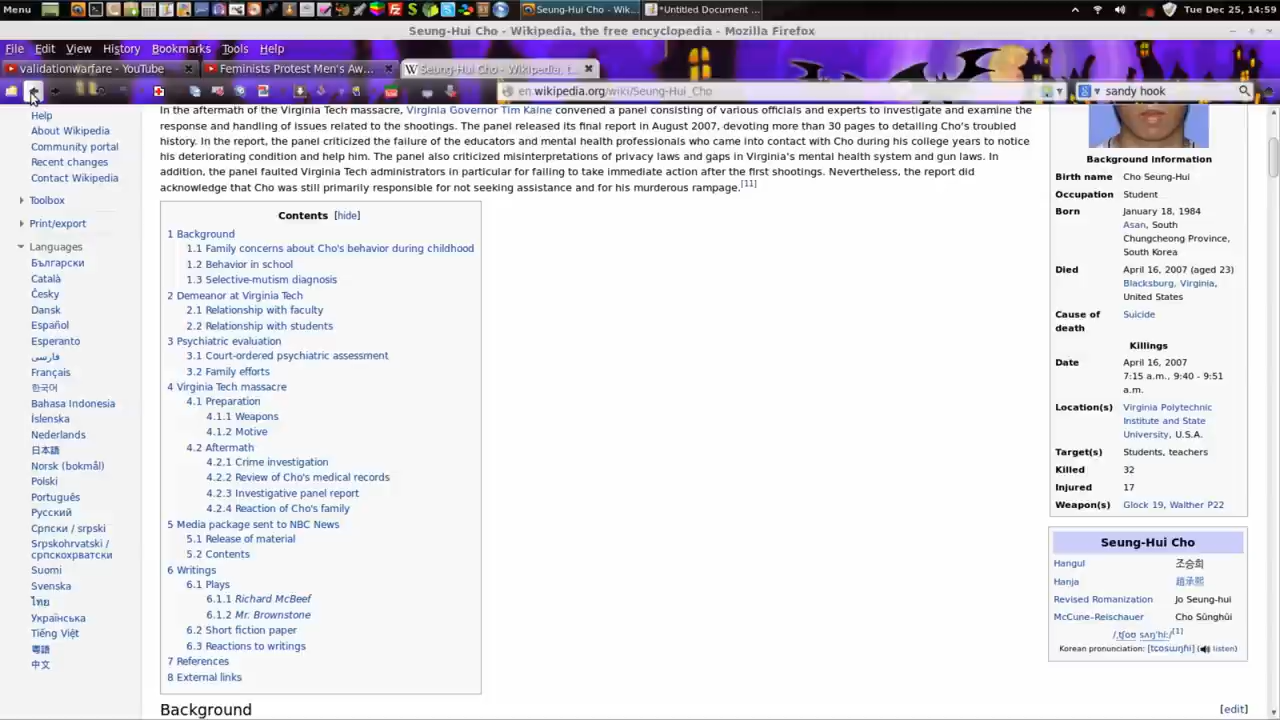 Menu
Seung-Hui Cho - Wik...
*Untitled Document ...
Tue Dec 25, 14:59
Seung-Hui Cho - Wikipedia, the free encyclopedia - Mozilla Firefox
File Edit View History Bookmarks Tools Help
validationwarfare - YouTube
Feminists Protest Men's Aw...
Seung-Hui Cho - Wikipedia, t...
en.wikipedia.org/wiki/Seung-Hui_Cho
sandy hook
Help
About Wikipedia
Community portal
Recent changes
Contact Wikipedia
Toolbox
Print/export
Languages
Български
Català
Česky
Dansk
Español
Esperanto
فارسی
Français
한국어
Bahasa Indonesia
Íslenska
Nederlands
日本語
Norsk (bokmål)
Polski
Português
Русский
Српски / srpski
Srpskohrvatski /
српскохрватски
Suomi
Svenska
ไทย
Українська
Tiếng Việt
粵語
中文
In the aftermath of the Virginia Tech massacre, Virginia Governor Tim Kaine convened a panel consisting of various officials and experts to investigate and examine the
response and handling of issues related to the shootings. The panel released its final report in August 2007, devoting more than 30 pages to detailing Cho's troubled
history. In the report, the panel criticized the failure of the educators and mental health professionals who came into contact with Cho during his college years to notice
his deteriorating condition and help him. The panel also criticized misinterpretations of privacy laws and gaps in Virginia's mental health system and gun laws. In
addition, the panel faulted Virginia Tech administrators in particular for failing to take immediate action after the first shootings. Nevertheless, the report did
acknowledge that Cho was still primarily responsible for not seeking assistance and for his murderous rampage.[11]
Contents [hide]
1 Background
1.1 Family concerns about Cho's behavior during childhood
1.2 Behavior in school
1.3 Selective-mutism diagnosis
2 Demeanor at Virginia Tech
2.1 Relationship with faculty
2.2 Relationship with students
3 Psychiatric evaluation
3.1 Court-ordered psychiatric assessment
3.2 Family efforts
4 Virginia Tech massacre
4.1 Preparation
4.1.1 Weapons
4.1.2 Motive
4.2 Aftermath
4.2.1 Crime investigation
4.2.2 Review of Cho's medical records
4.2.3 Investigative panel report
4.2.4 Reaction of Cho's family
5 Media package sent to NBC News
5.1 Release of material
5.2 Contents
6 Writings
6.1 Plays
6.1.1 Richard McBeef
6.1.2 Mr. Brownstone
6.2 Short fiction paper
6.3 Reactions to writings
7 References
8 External links
Background
[edit]
Background information
Birth name Cho Seung-Hui
Occupation Student
Born January 18, 1984
Asan, South
Chungcheong Province,
South Korea
Died April 16, 2007 (aged 23)
Blacksburg, Virginia,
United States
Cause of Suicide
death
Killings
Date April 16, 2007
7:15 a.m., 9:40 - 9:51
a.m.
Location(s) Virginia Polytechnic
Institute and State
University, U.S.A.
Target(s) Students, teachers
Killed 32
Injured 17
Weapon(s) Glock 19, Walther P22
Seung-Hui Cho
Hangul 조승희
Hanja 趙承熙
Revised Romanization Jo Seung-hui
McCune–Reischauer Cho Sŭnghŭi
/ˌtʃoʊ sʌŋˈhiː/[1]
Korean pronunciation: [tɕosɯŋhi] (listen)